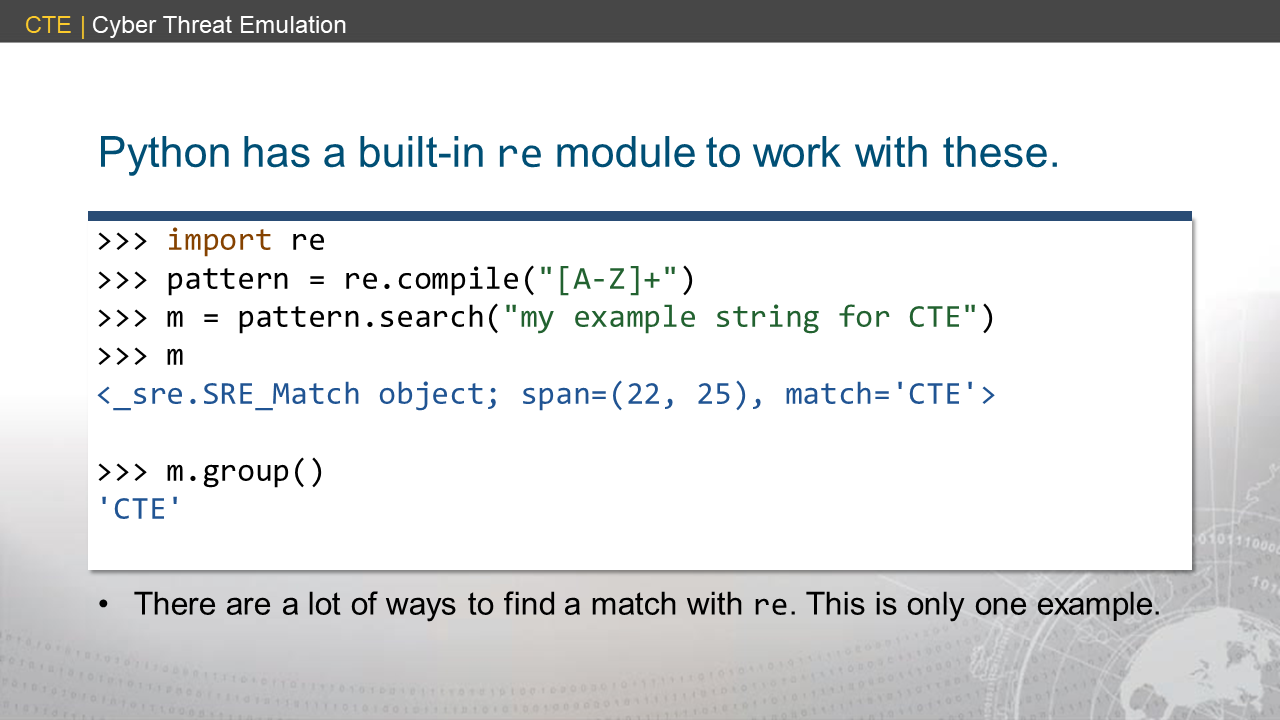 CTE | Cyber Threat Emulation
Python has a built-in re module to work with these.
>>> import re
>>> pattern = re.compile("[A-Z]+")
>>> m = pattern.search("my example string for CTE")
>>> m
<_sre.SRE_Match object; span=(22, 25), match='CTE'>
>>> m.group()
'CTE'
• There are a lot of ways to find a match with re. This is only one example.